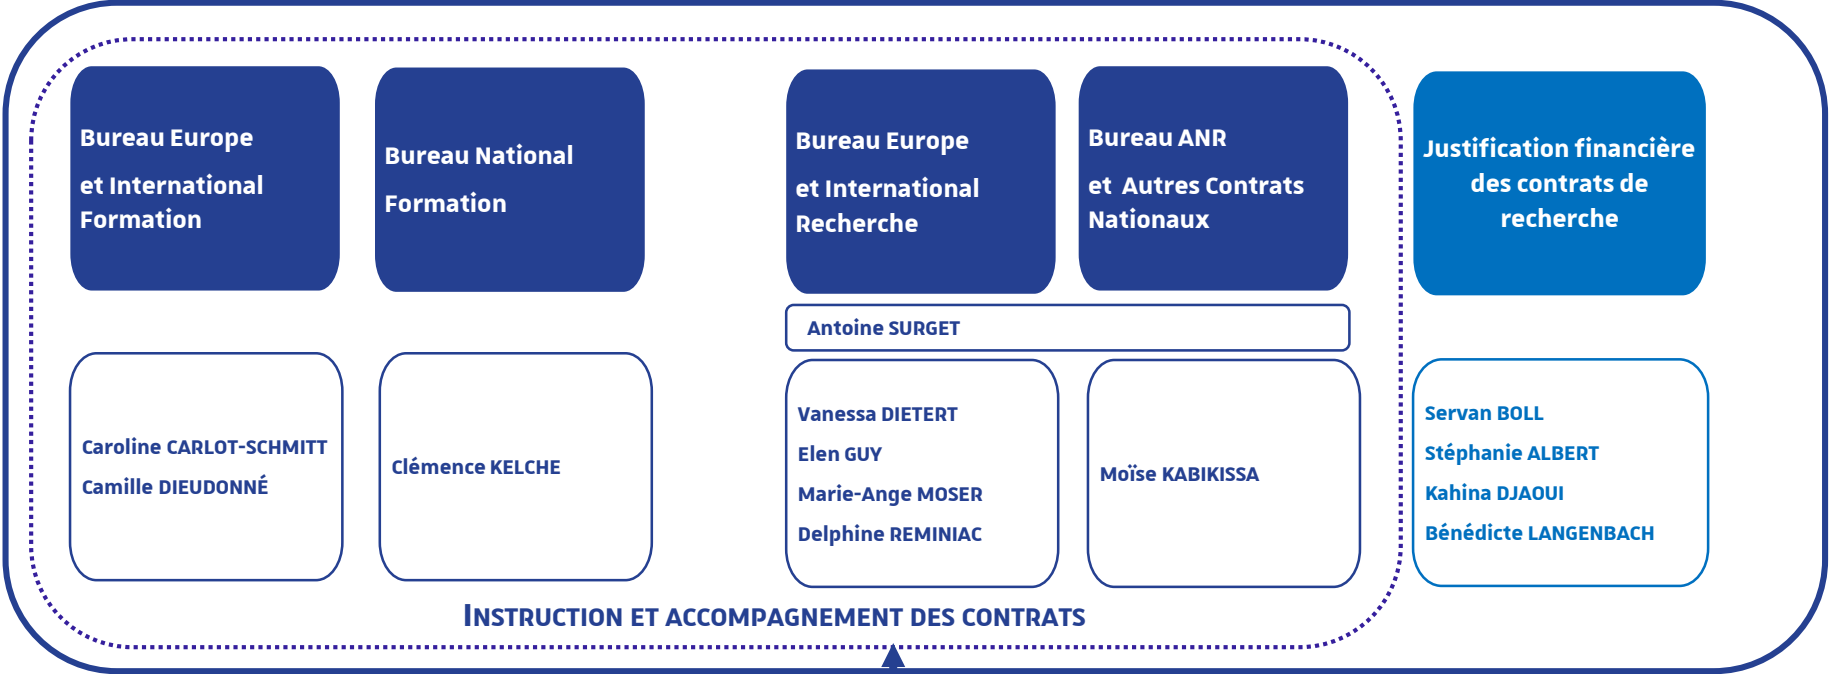 Bureau Europe
et International
Formation
Bureau National
Formation
Bureau Europe
et International
Recherche
Bureau ANR
et Autres Contrats
Nationaux
Justification financière
des contrats de
recherche
Antoine SURGET
Caroline CARLOT-SCHMITT
Camille DIEUDONNÉ
Clémence KELCHE
Vanessa DIETERT
Elen GUY
Marie-Ange MOSER
Delphine REMINIAC
Moïse KABIKISSA
Servan BOLL
Stéphanie ALBERT
Kahina DJAOUI
Bénédicte LANGENBACH
INSTRUCTION ET ACCOMPAGNEMENT DES CONTRATS